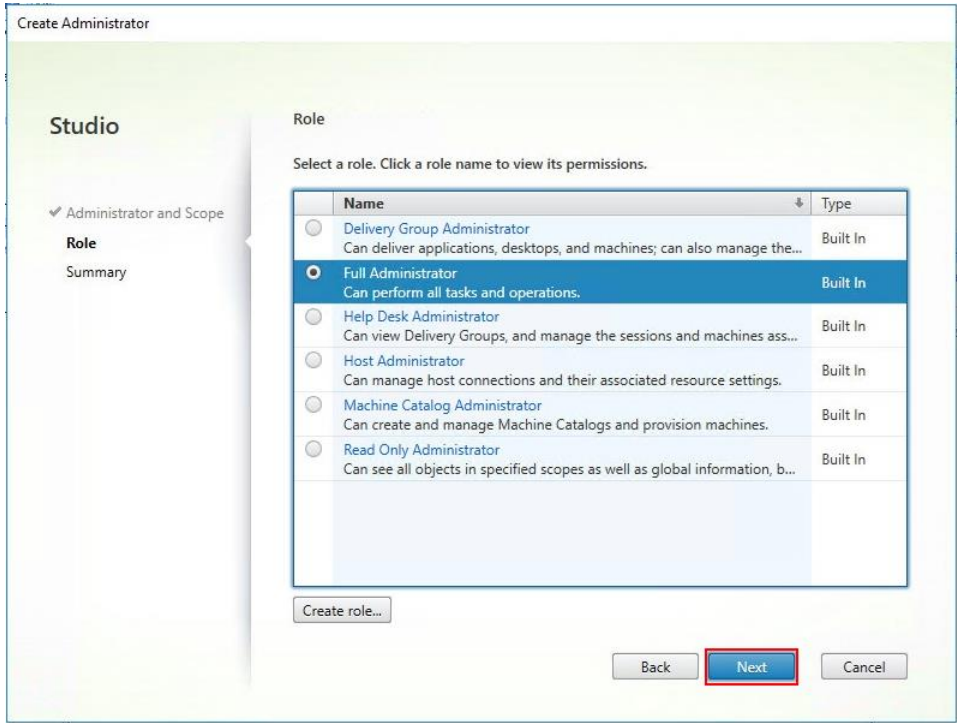 Create Administrator
Studio
Administrator and Scope
Role
Summary
Role
Select a role. Click a role name to view its permissions.
Name Type
Delivery Group Administrator
Can deliver applications, desktops, and machines; can also manage the... Built In
Full Administrator
Can perform all tasks and operations. Built In
Help Desk Administrator
Can view Delivery Groups, and manage the sessions and machines ass... Built In
Host Administrator
Can manage host connections and their associated resource settings. Built In
Machine Catalog Administrator
Can create and manage Machine Catalogs and provision machines. Built In
Read Only Administrator
Can see all objects in specified scopes as well as global information, b... Built In
Create role...
Back Next Cancel